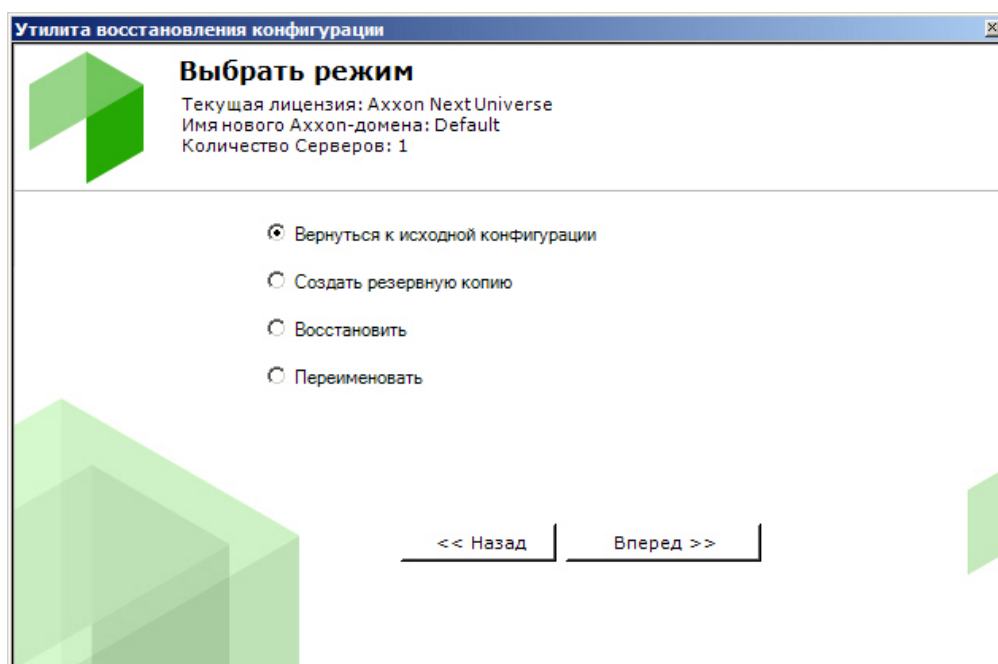 Утилита восстановления конфигурации
Выбрать режим
Текущая лицензия: Axxon Next Universe
Имя нового Axxon-домена: Default
Количество Серверов: 1
Вернуться к исходной конфигурации
Создать резервную копию
Восстановить
Переименовать
<< Назад
Вперед >>